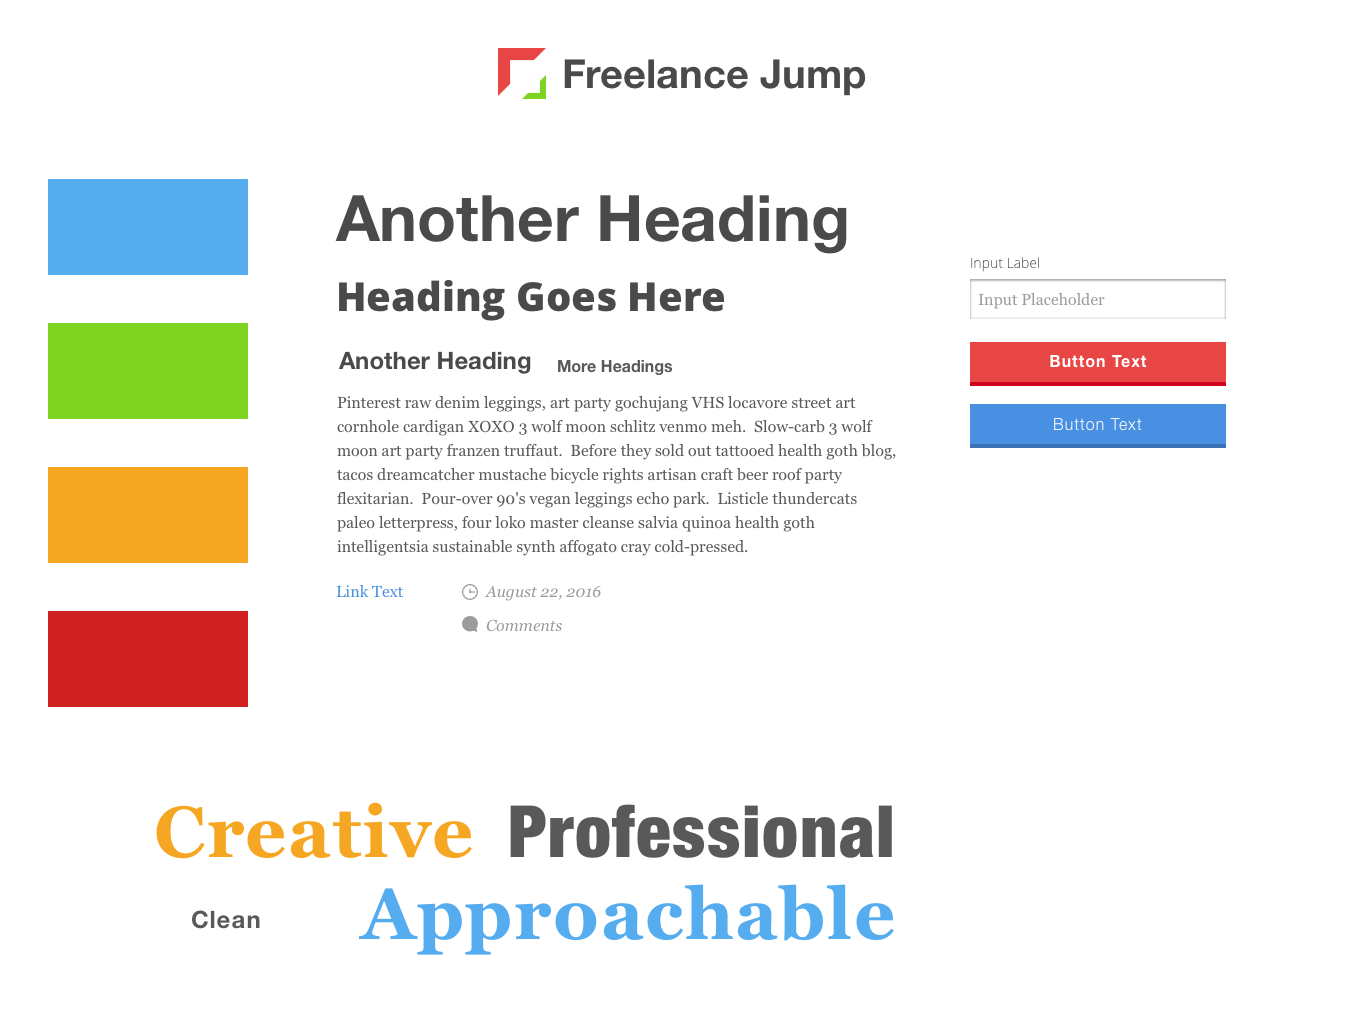 Freelance Jump
Another Heading
Heading Goes Here
Another Heading
More Headings
Pinterest raw denim leggings, art party gochujang VHS locavore street art
cornhole cardigan XOXO 3 wolf moon schlitz venmo meh.  Slow-carb 3 wolf
moon art party franzen truffaut.  Before they sold out tattooed health goth blog,
tacos dreamcatcher mustache bicycle rights artisan craft beer roof party
flexitarian.  Pour-over 90's vegan leggings echo park.  Listicle thundercats
paleo letterpress, four loko master cleanse salvia quinoa health goth
intelligentsia sustainable synth affogato cray cold-pressed.
Link Text
August 22, 2016
Comments
Input Label
Input Placeholder
Button Text
Button Text
Creative
Professional
Clean
Approachable